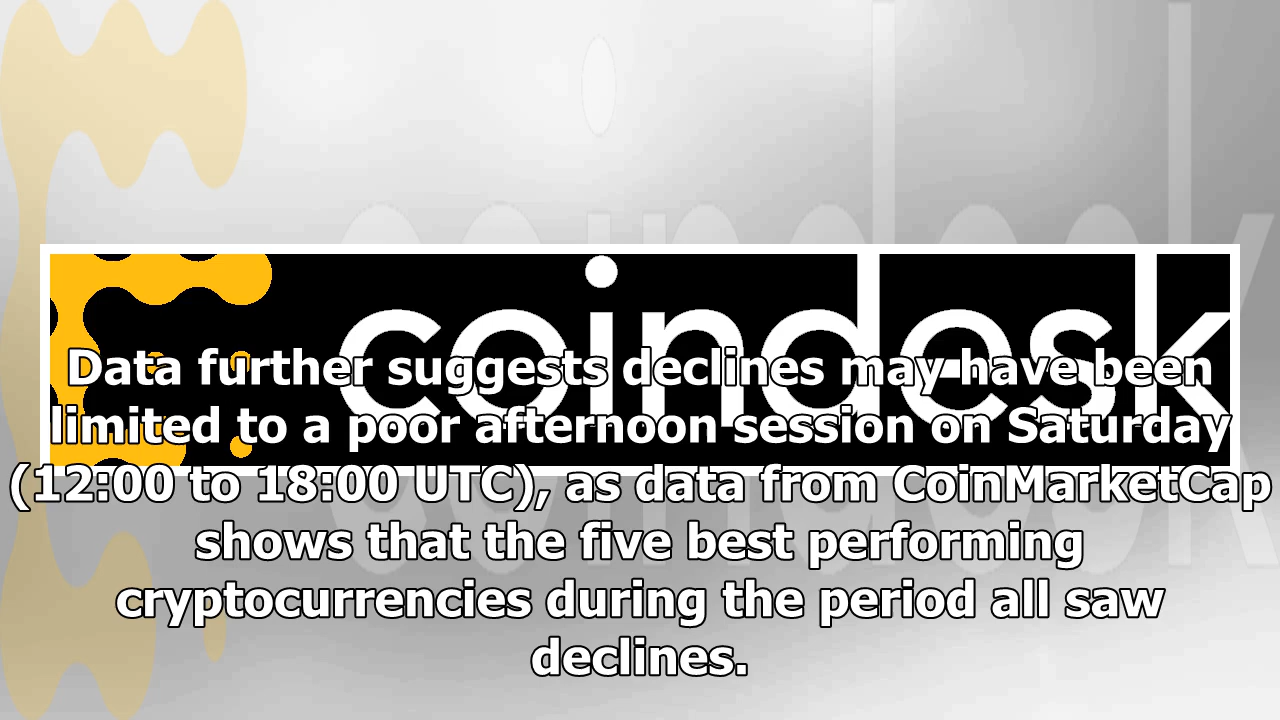 coindesk
Data further suggests declines may have been
limited to a poor afternoon session on Saturday
(12:00 to 18:00 UTC), as data from CoinMarketCap
shows that the five best performing
cryptocurrencies during the period all saw
declines.